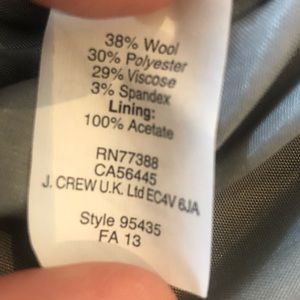 38% Wool
30% Polyester
29% Viscose
3% Spandex
Lining:
100% Acetate
RN77388
CA56445
J. CREW U.K. Ltd EC4V 6JA
Style 95435
FA 13